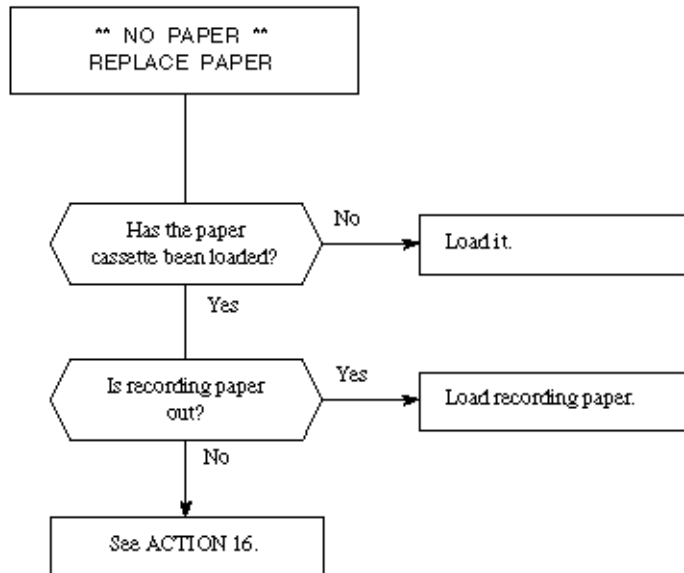 ** NO PAPER **
REPLACE PAPER
Has the paper
cassette been loaded?
No
Load it.
Yes
Is recording paper
out?
Yes
Load recording paper.
No
See ACTION 16.